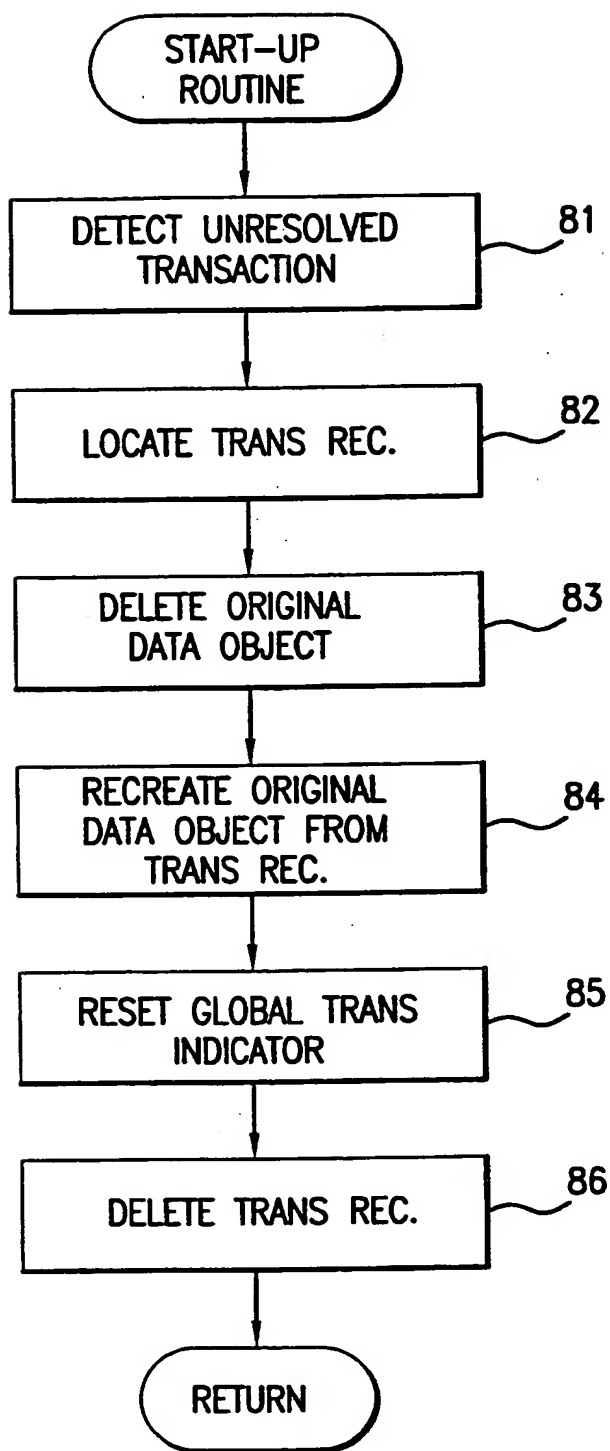 START-UP
ROUTINE
DETECT UNRESOLVED
TRANSACTION
81
LOCATE TRANS REC.
82
DELETE ORIGINAL
DATA OBJECT
83
RECREATE ORIGINAL
DATA OBJECT FROM
TRANS REC.
84
RESET GLOBAL TRANS
INDICATOR
85
DELETE TRANS REC.
86
RETURN